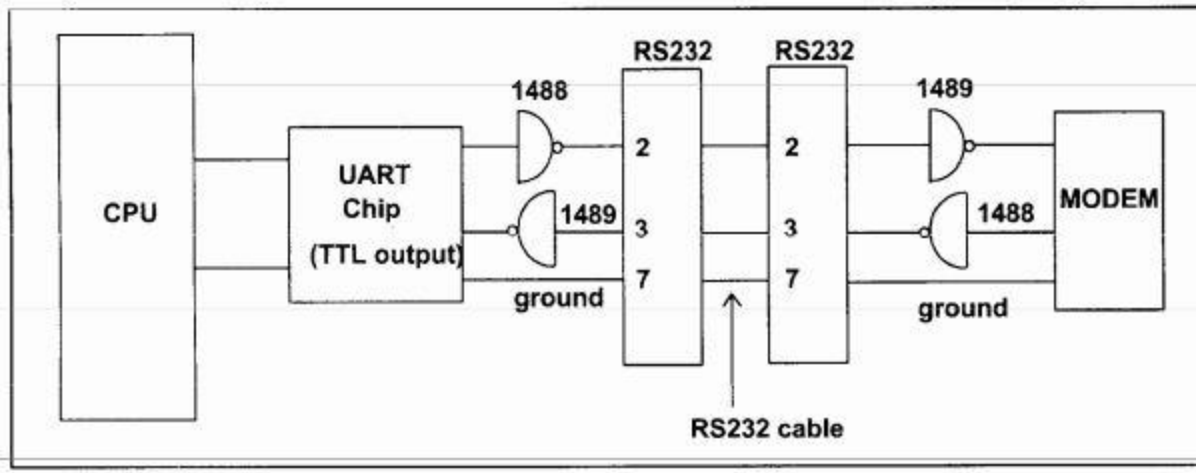 RS232
RS232
1488
1489
CPU
UART
Chip
(TTL output)
2
2
1489
3
3
1488
MODEM
7
7
ground
ground
RS232 cable